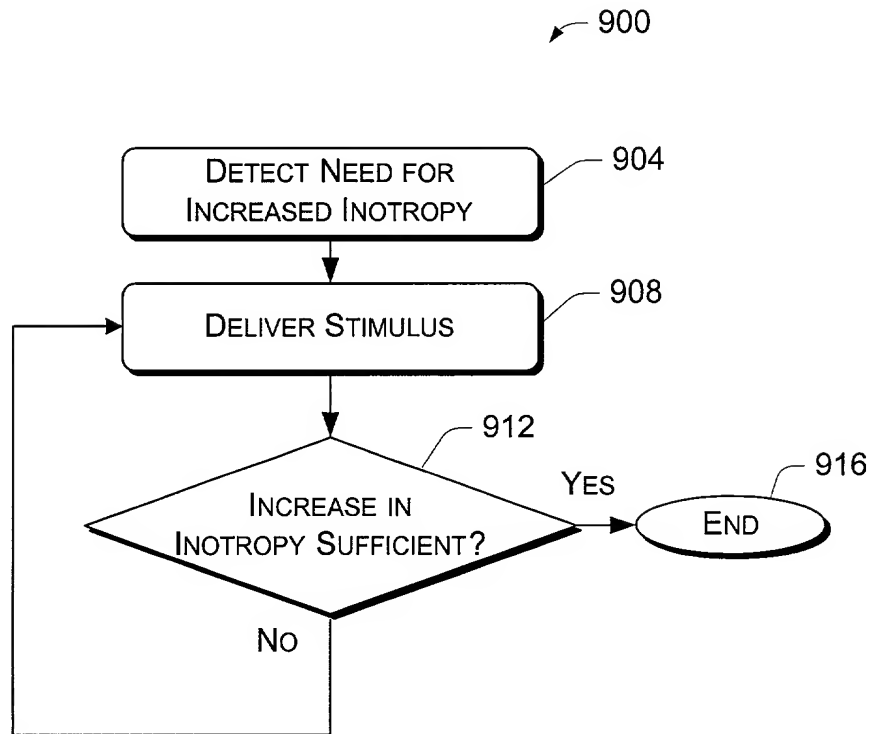 900
DETECT NEED FOR
INCREASED INOTROPY
904
DELIVER STIMULUS
908
INCREASE IN
INOTROPY SUFFICIENT?
912
YES
END
916
NO